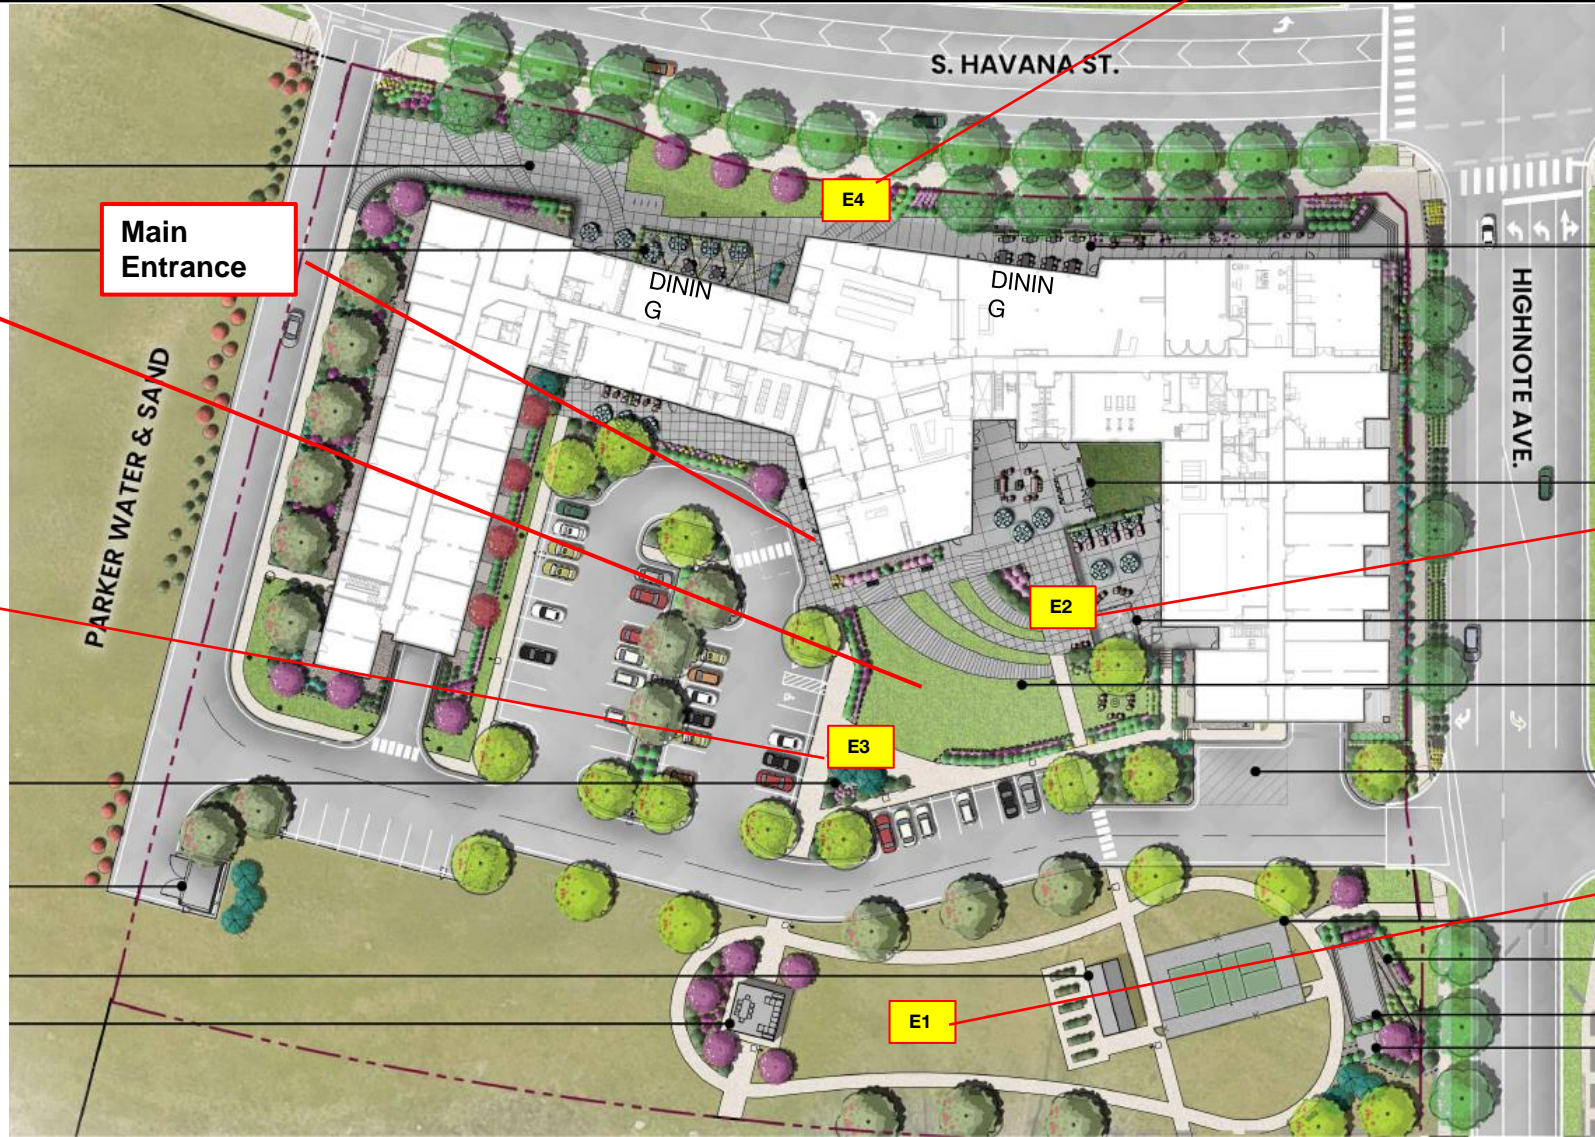 S. HAVANA ST.
E4
Main
Entrance
DININ
G
DININ
G
HIGHNOTE AVE.
PARKER WATER & SAND
E2
E3
E1